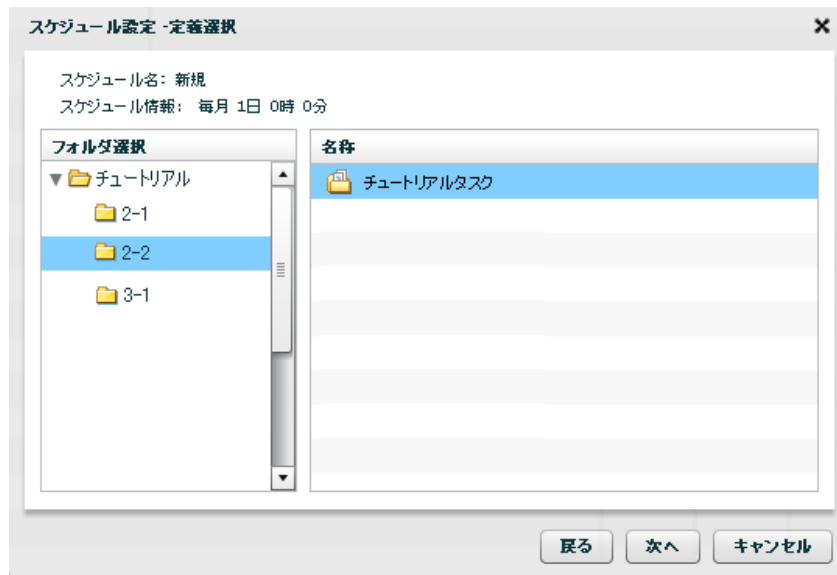 スケジュール設定 -定義選択
スケジュール名: 新規
スケジュール情報: 毎月 1日 0時 0分
フォルダ選択
名称
チュートリアル
チュートリアルタスク
2-1
2-2
3-1
戻る
次へ
キャンセル